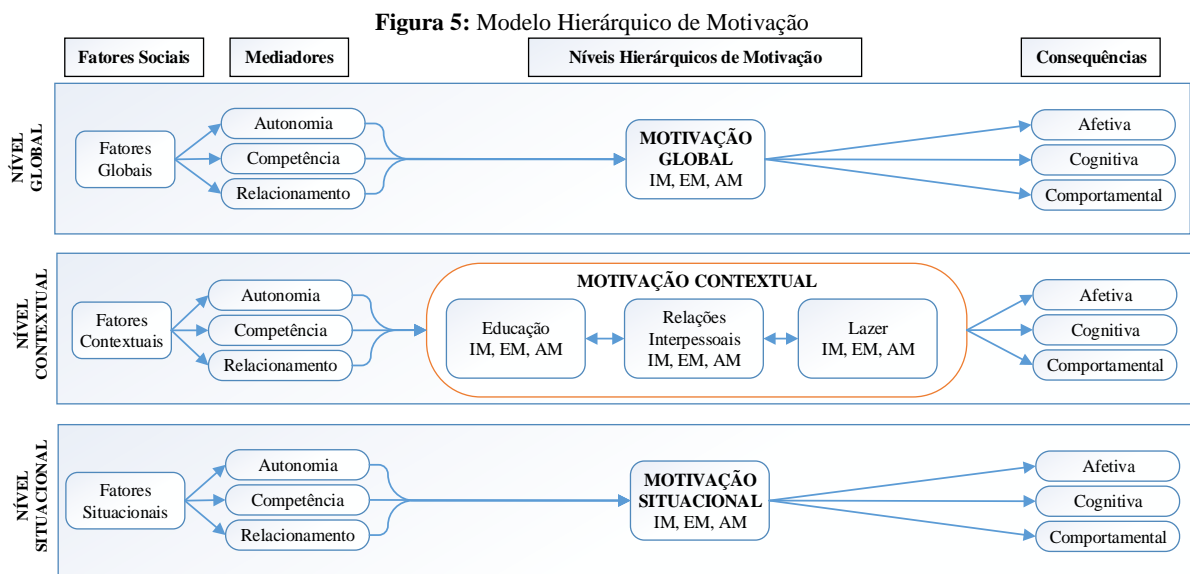 Figura 5: Modelo Hierárquico de Motivação
Fatores Sociais
Mediadores
Níveis Hierárquicos de Motivação
Consequências
NÍVEL
GLOBAL
Fatores
Globais
Autonomia
Competência
Relacionamento
MOTIVAÇÃO
GLOBAL
IM, EM, AM
Afetiva
Cognitiva
Comportamental
NÍVEL
CONTEXTUAL
Fatores
Contextuais
Autonomia
Competência
Relacionamento
MOTIVAÇÃO CONTEXTUAL
Educação
IM, EM, AM
Relações
Interpessoais
IM, EM, AM
Lazer
IM, EM, AM
Afetiva
Cognitiva
Comportamental
NÍVEL
SITUACIONAL
Fatores
Situacionais
Autonomia
Competência
Relacionamento
MOTIVAÇÃO
SITUACIONAL
IM, EM, AM
Afetiva
Cognitiva
Comportamental